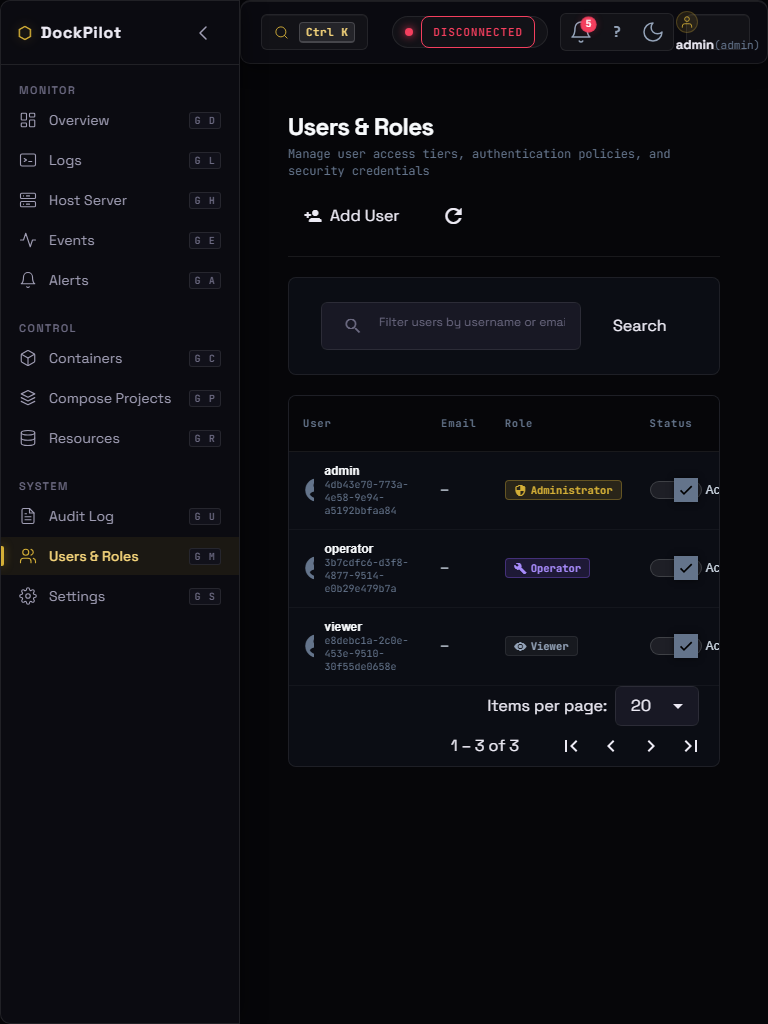 DockPilot
Ctrl K
DISCONNECTED
5
?
admin(admin)
MONITOR
Overview G D
Logs G L
Host Server G H
Events G E
Alerts G A
CONTROL
Containers G C
Compose Projects G P
Resources G R
SYSTEM
Audit Log G U
Users & Roles G M
Settings G S
Users & Roles
Manage user access tiers, authentication policies, and
security credentials
Add User
Filter users by username or emai
Search
User Email Role Status
admin
4db43e70-773a-
4e58-9e94-
a5192bbfaa84
— Administrator Ac
operator
3b7cdfc6-d3f8-
4877-9514-
e0b29e479b7a
— Operator Ac
viewer
e8debc1a-2c0e-
453e-9510-
30f55de0658e
— Viewer Ac
Items per page: 20
1 – 3 of 3